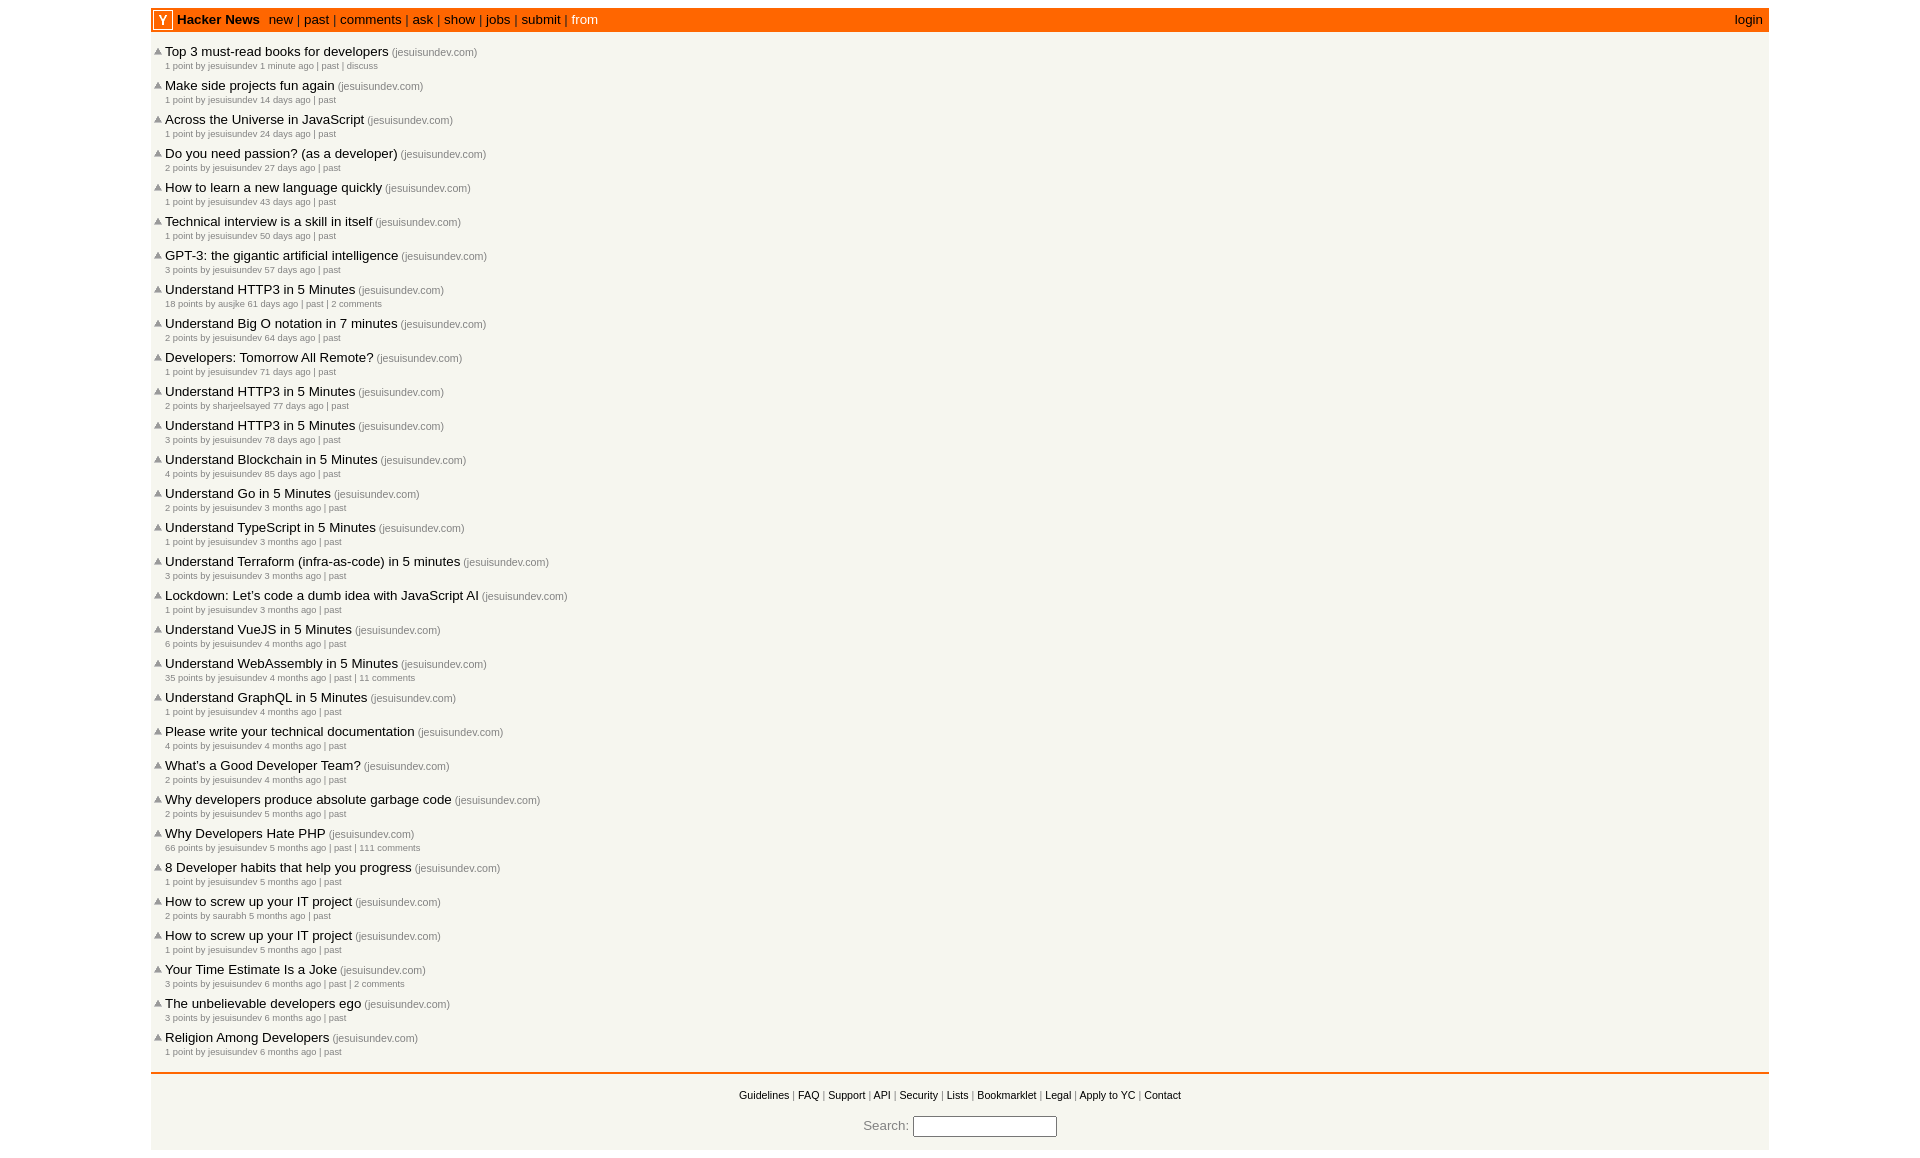 Y Hacker News new | past | comments | ask | show | jobs | submit | from login
Top 3 must-read books for developers (jesuisundev.com)
1 point by jesuisundev 1 minute ago | past | discuss
Make side projects fun again (jesuisundev.com)
1 point by jesuisundev 14 days ago | past
Across the Universe in JavaScript (jesuisundev.com)
1 point by jesuisundev 24 days ago | past
Do you need passion? (as a developer) (jesuisundev.com)
2 points by jesuisundev 27 days ago | past
How to learn a new language quickly (jesuisundev.com)
1 point by jesuisundev 43 days ago | past
Technical interview is a skill in itself (jesuisundev.com)
1 point by jesuisundev 50 days ago | past
GPT-3: the gigantic artificial intelligence (jesuisundev.com)
3 points by jesuisundev 57 days ago | past
Understand HTTP3 in 5 Minutes (jesuisundev.com)
18 points by ausjke 61 days ago | past | 2 comments
Understand Big O notation in 7 minutes (jesuisundev.com)
2 points by jesuisundev 64 days ago | past
Developers: Tomorrow All Remote? (jesuisundev.com)
1 point by jesuisundev 71 days ago | past
Understand HTTP3 in 5 Minutes (jesuisundev.com)
2 points by sharjeelsayed 77 days ago | past
Understand HTTP3 in 5 Minutes (jesuisundev.com)
3 points by jesuisundev 78 days ago | past
Understand Blockchain in 5 Minutes (jesuisundev.com)
4 points by jesuisundev 85 days ago | past
Understand Go in 5 Minutes (jesuisundev.com)
2 points by jesuisundev 3 months ago | past
Understand TypeScript in 5 Minutes (jesuisundev.com)
1 point by jesuisundev 3 months ago | past
Understand Terraform (infra-as-code) in 5 minutes (jesuisundev.com)
3 points by jesuisundev 3 months ago | past
Lockdown: Let’s code a dumb idea with JavaScript AI (jesuisundev.com)
1 point by jesuisundev 3 months ago | past
Understand VueJS in 5 Minutes (jesuisundev.com)
6 points by jesuisundev 4 months ago | past
Understand WebAssembly in 5 Minutes (jesuisundev.com)
35 points by jesuisundev 4 months ago | past | 11 comments
Understand GraphQL in 5 Minutes (jesuisundev.com)
1 point by jesuisundev 4 months ago | past
Please write your technical documentation (jesuisundev.com)
4 points by jesuisundev 4 months ago | past
What’s a Good Developer Team? (jesuisundev.com)
2 points by jesuisundev 4 months ago | past
Why developers produce absolute garbage code (jesuisundev.com)
2 points by jesuisundev 5 months ago | past
Why Developers Hate PHP (jesuisundev.com)
66 points by jesuisundev 5 months ago | past | 111 comments
8 Developer habits that help you progress (jesuisundev.com)
1 point by jesuisundev 5 months ago | past
How to screw up your IT project (jesuisundev.com)
2 points by saurabh 5 months ago | past
How to screw up your IT project (jesuisundev.com)
1 point by jesuisundev 5 months ago | past
Your Time Estimate Is a Joke (jesuisundev.com)
3 points by jesuisundev 6 months ago | past | 2 comments
The unbelievable developers ego (jesuisundev.com)
3 points by jesuisundev 6 months ago | past
Religion Among Developers (jesuisundev.com)
1 point by jesuisundev 6 months ago | past
Guidelines | FAQ | Support | API | Security | Lists | Bookmarklet | Legal | Apply to YC | Contact
Search: